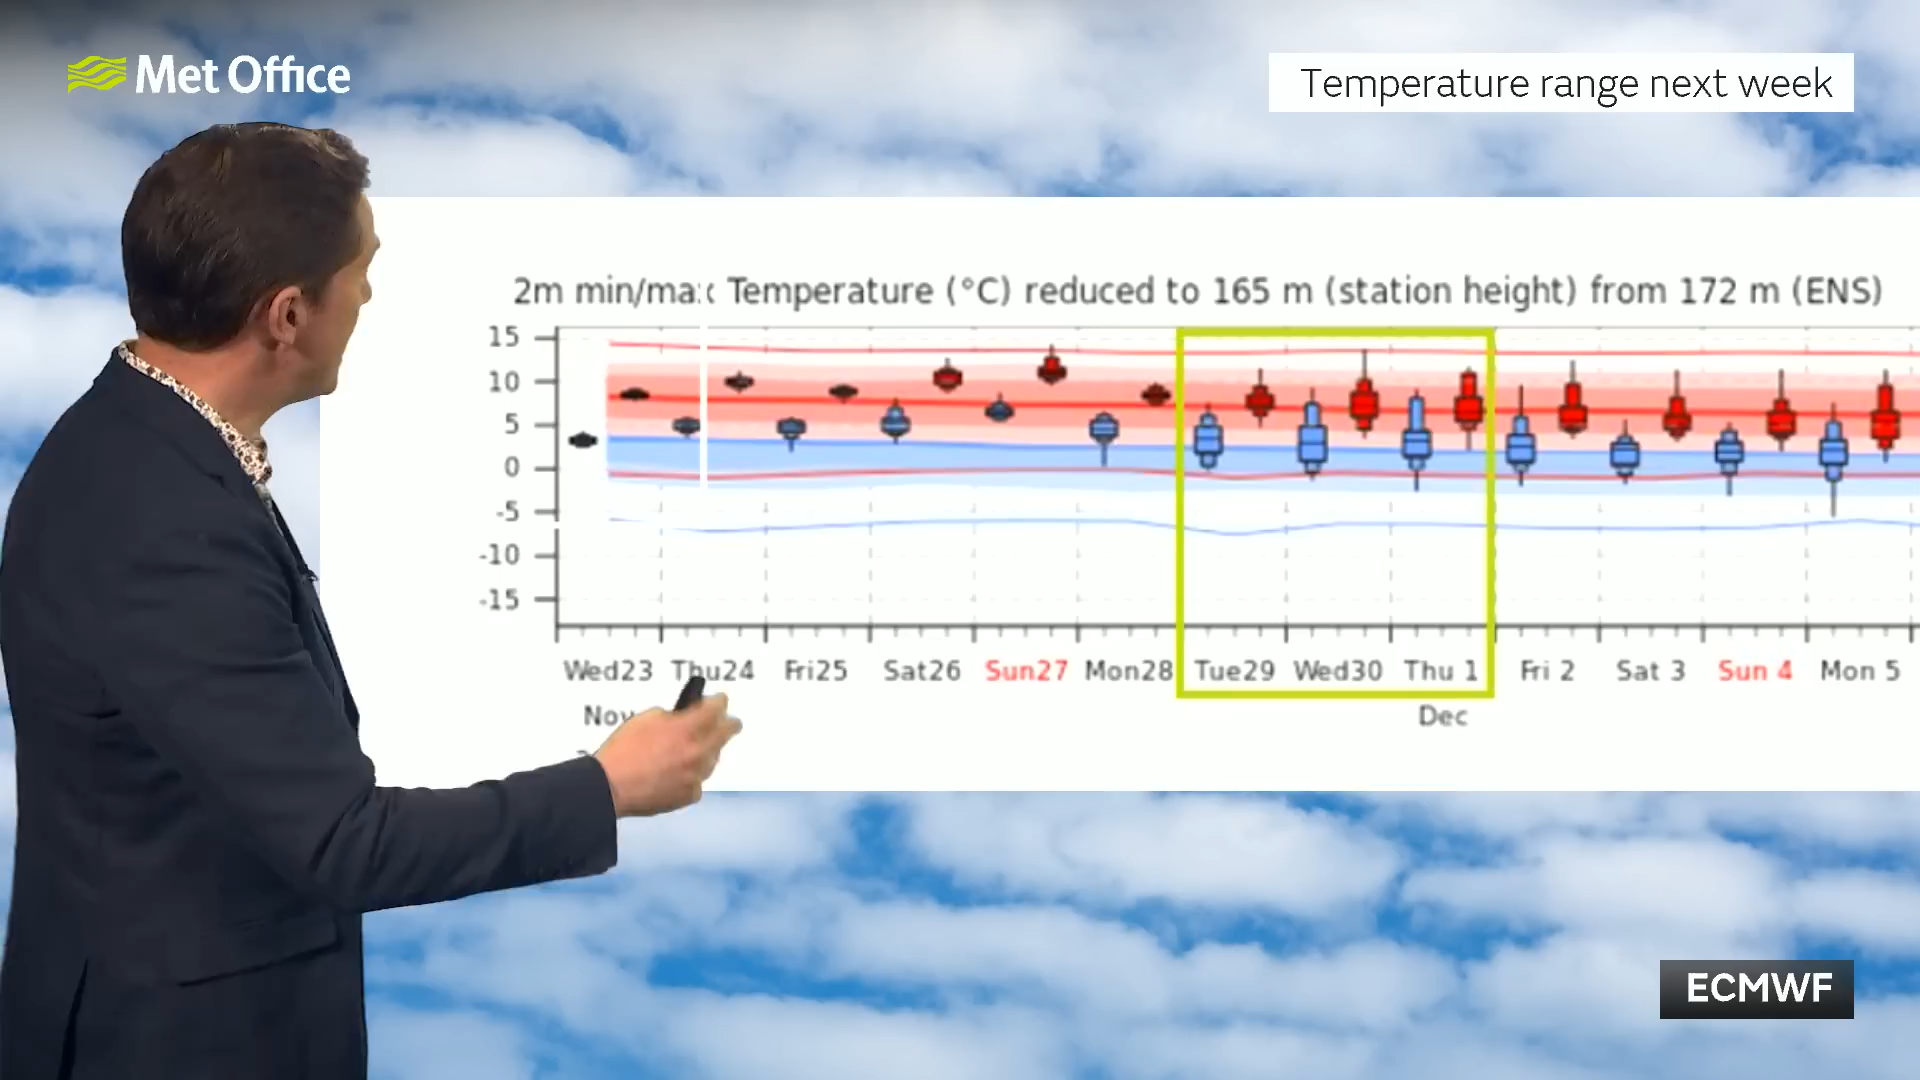 Met Office
Temperature range next week
2m min/max Temperature (°C) reduced to 165 m (station height) from 172 m (ENS)
15
10
5
0
-5
-10
-15
Wed23 Thu24 Fri25 Sat26 Sun27 Mon28 Tue29 Wed30 Thu 1 Fri 2 Sat 3 Sun 4 Mon 5
Nov Dec
ECMWF